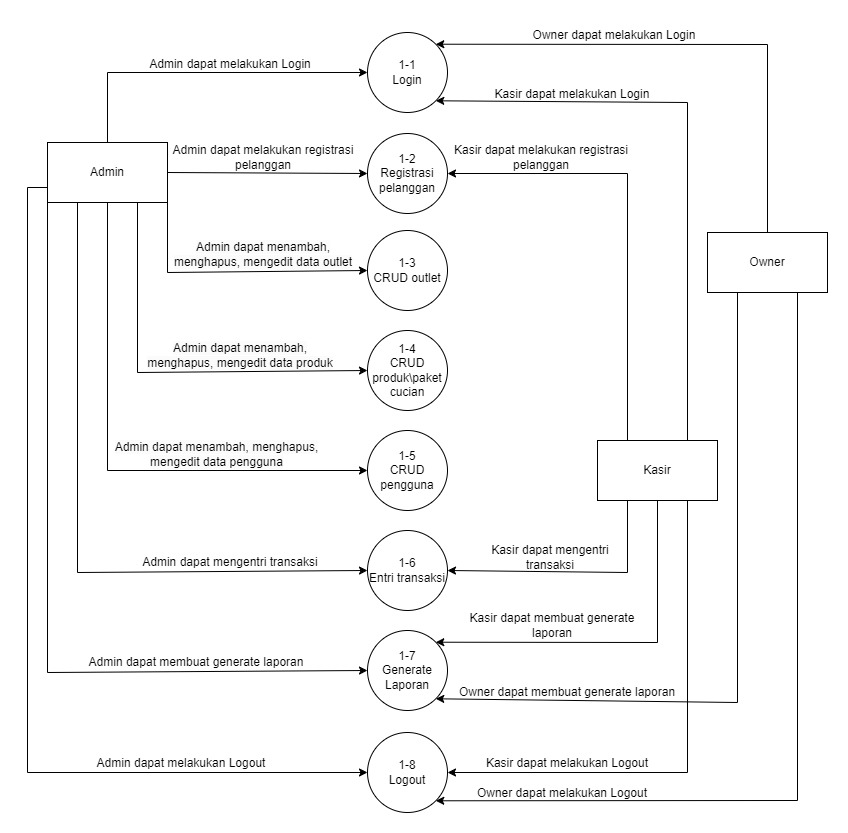 Owner dapat melakukan Login
Admin dapat melakukan Login
1-1
Login
Kasir dapat melakukan Login
Admin
Admin dapat melakukan registrasi
pelanggan
1-2
Registrasi
pelanggan
Kasir dapat melakukan registrasi
pelanggan
Admin dapat menambah,
menghapus, mengedit data outlet
1-3
CRUD outlet
Owner
Admin dapat menambah,
menghapus, mengedit data produk
1-4
CRUD
produk\paket
cucian
Admin dapat menambah, menghapus,
mengedit data pengguna
1-5
CRUD
pengguna
Kasir
Admin dapat mengentri transaksi
1-6
Entri transaksi
Kasir dapat mengentri
transaksi
Kasir dapat membuat generate
laporan
Admin dapat membuat generate laporan
1-7
Generate
Laporan
Owner dapat membuat generate laporan
Admin dapat melakukan Logout
1-8
Logout
Kasir dapat melakukan Logout
Owner dapat melakukan Logout